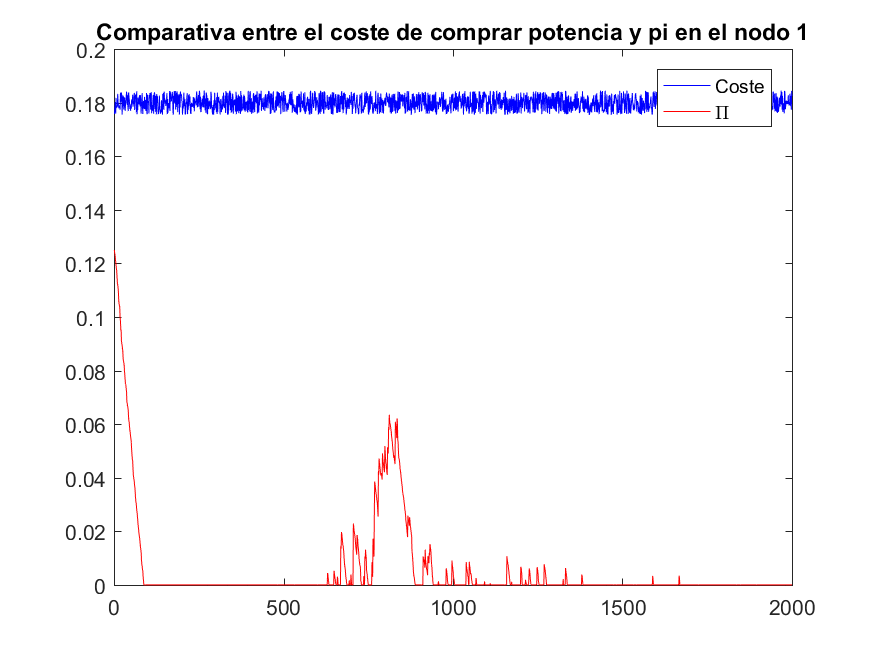 Comparativa entre el coste de comprar potencia y pi en el nodo 1
0.2
0.18
0.16
0.14
0.12
0.1
0.08
0.06
0.04
0.02
0
Coste
Π
0 500 1000 1500 2000